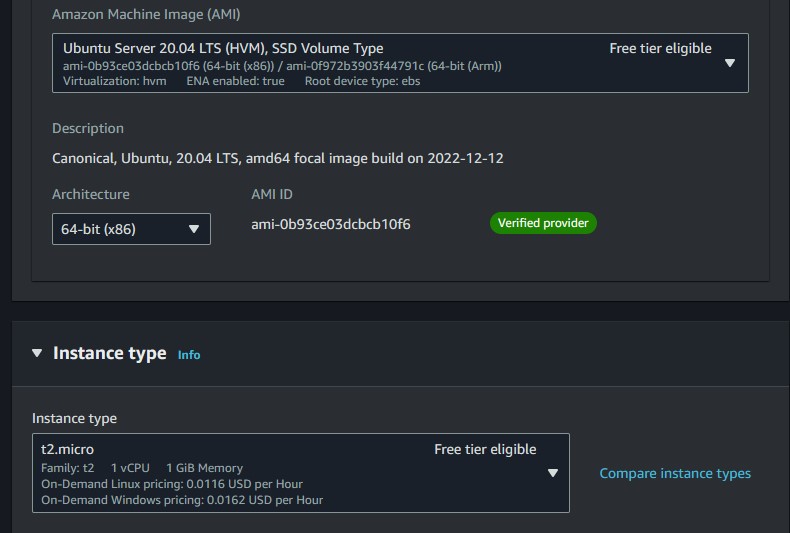 Amazon Machine Image (AMI)
Ubuntu Server 20.04 LTS (HVM), SSD Volume Type Free tier eligible
ami-0b93ce03dcbcb10f6 (64-bit (x86)) / ami-0f972b3903f44791c (64-bit (Arm))
Virtualization: hvm ENA enabled: true Root device type: ebs
Description
Canonical, Ubuntu, 20.04 LTS, amd64 focal image build on 2022-12-12
Architecture AMI ID
64-bit (x86) ami-0b93ce03dcbcb10f6 Verified provider
Instance type Info
Instance type
t2.micro Free tier eligible
Family: t2 1 vCPU 1 GiB Memory
On-Demand Linux pricing: 0.0116 USD per Hour
On-Demand Windows pricing: 0.0162 USD per Hour
Compare instance types